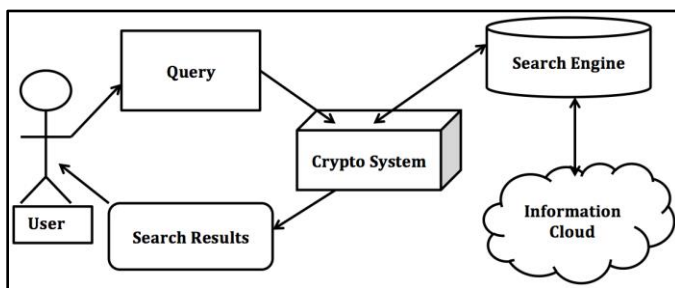 Query
Search Engine
Crypto System
User
Search Results
Information
Cloud